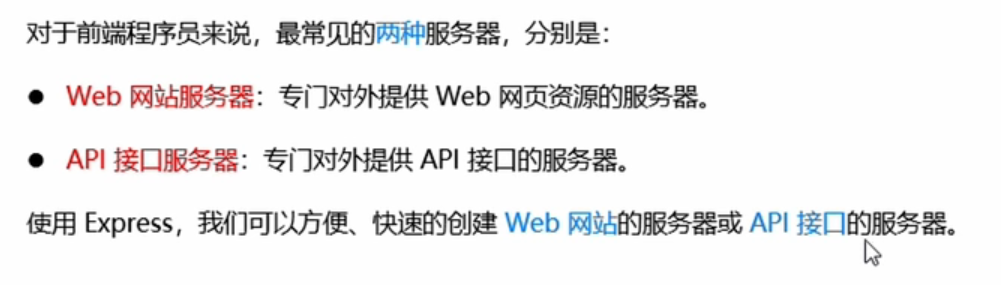 对于前端程序员来说，最常见的两种服务器，分别是：
● Web 网站服务器：专门对外提供 Web 网页资源的服务器。
● API 接口服务器：专门对外提供 API 接口的服务器。
使用 Express，我们可以方便、快速的创建 Web 网站的服务器或 API 接口的服务器。